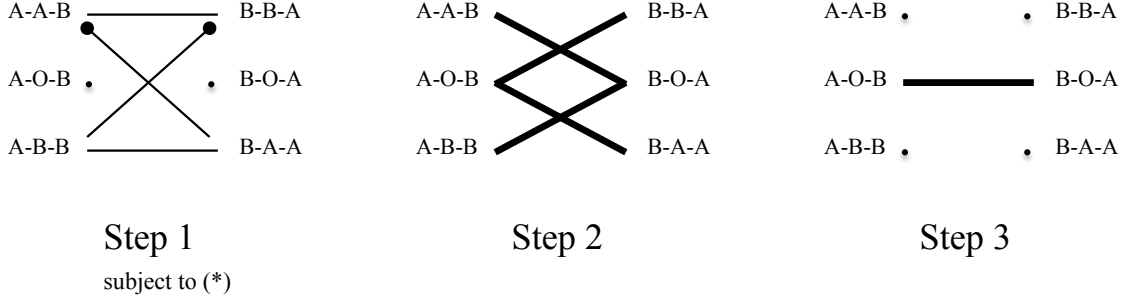 A-A-B B-B-A A-A-B B-B-A A-A-B B-B-A
A-O-B B-O-A A-O-B B-O-A A-O-B B-O-A
A-B-B B-A-A A-B-B B-A-A A-B-B B-A-A
Step 1 Step 2 Step 3
subject to (*)